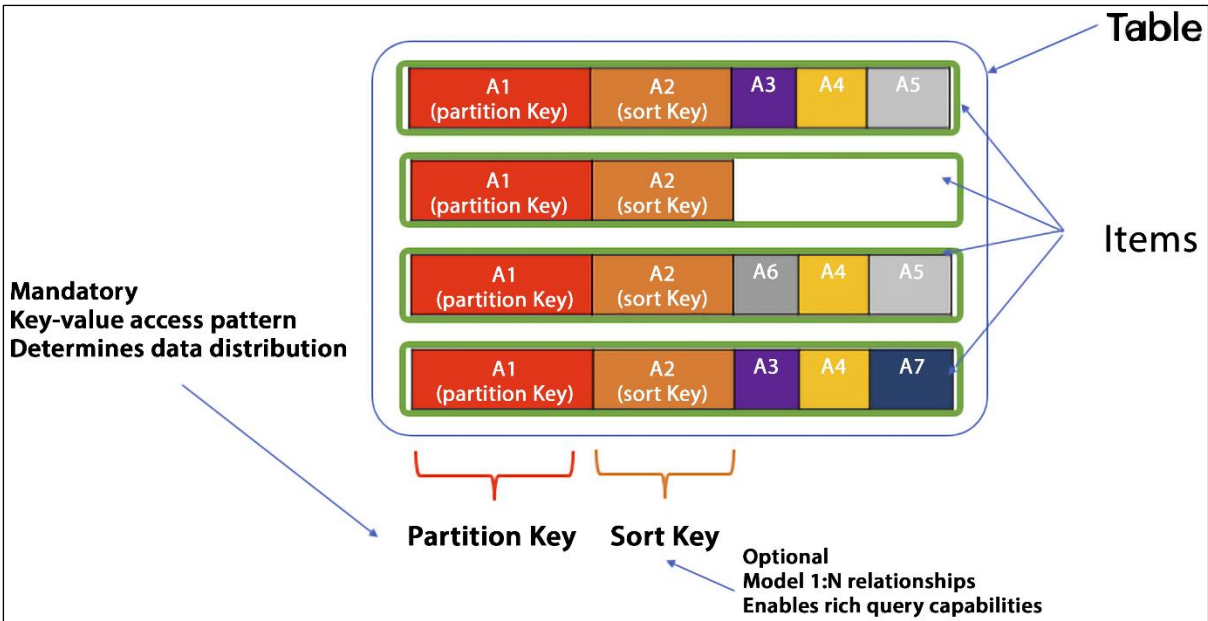 Table
A1 A2 A3 A4 A5
(partition Key) (sort Key)
A1 A2
(partition Key) (sort Key)
Items
A1 A2 A6 A4 A5
(partition Key) (sort Key)
Mandatory
Key-value access pattern
Determines data distribution
A1 A2 A3 A4 A7
(partition Key) (sort Key)
Partition Key Sort Key
Optional
Model 1:N relationships
Enables rich query capabilities